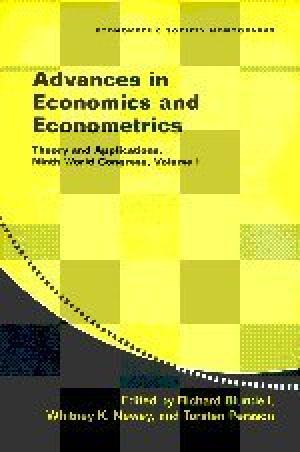 ECONOMETRIC SOCIETY MONOGRAPHS
Advances in
Economics and
Econometrics
Theory and Applications,
Ninth World Congress, Volume I
Edited by Richard Blundell,
Whitney K. Newey, and Torsten Persson